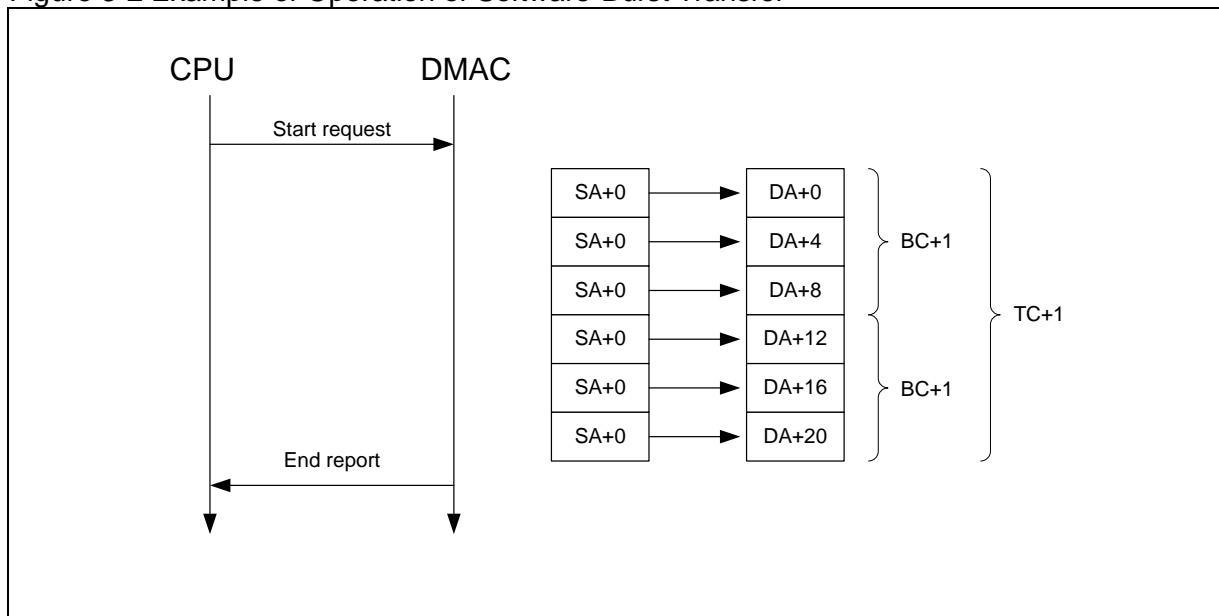 Figure 3-2 Example of Operation of Software-Burst Transfer
CPU DMAC
Start request
SA+0 DA+0
SA+0 DA+4 BC+1
SA+0 DA+8
TC+1
SA+0 DA+12
SA+0 DA+16 BC+1
SA+0 DA+20
End report